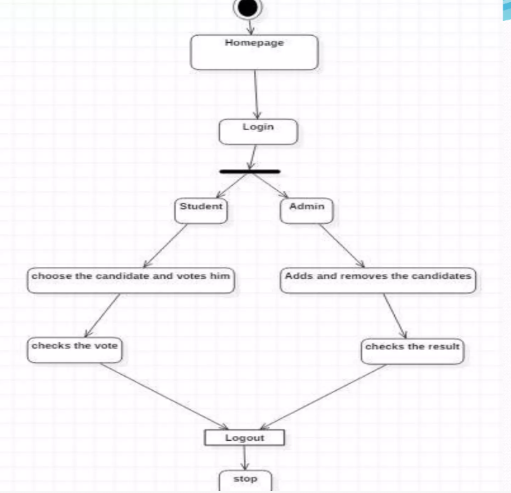 Homepage
Login
Student
Admin
choose the candidate and votes him
Adds and removes the candidates
checks the vote
checks the result
Logout
stop